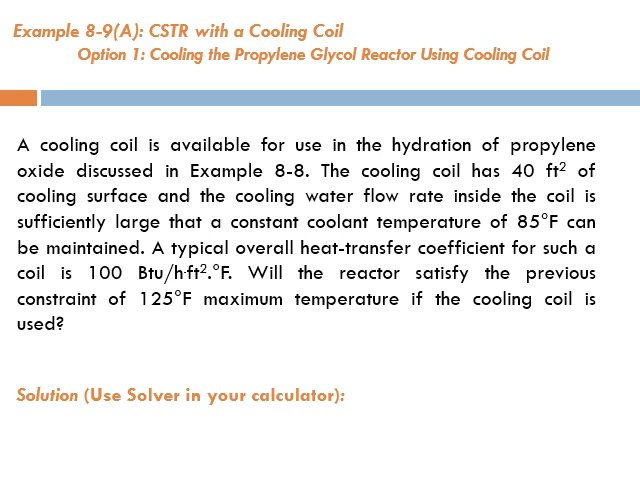 Example 8-9(A): CSTR with a Cooling Coil
Option 1: Cooling the Propylene Glycol Reactor Using Cooling Coil
A cooling coil is available for use in the hydration of propylene
oxide discussed in Example 8-8. The cooling coil has 40 ft² of
cooling surface and the cooling water flow rate inside the coil is
sufficiently large that a constant coolant temperature of 85°F can
be maintained. A typical overall heat-transfer coefficient for such a
coil is 100 Btu/h·ft².°F. Will the reactor satisfy the previous
constraint of 125°F maximum temperature if the cooling coil is
used?
Solution (Use Solver in your calculator):